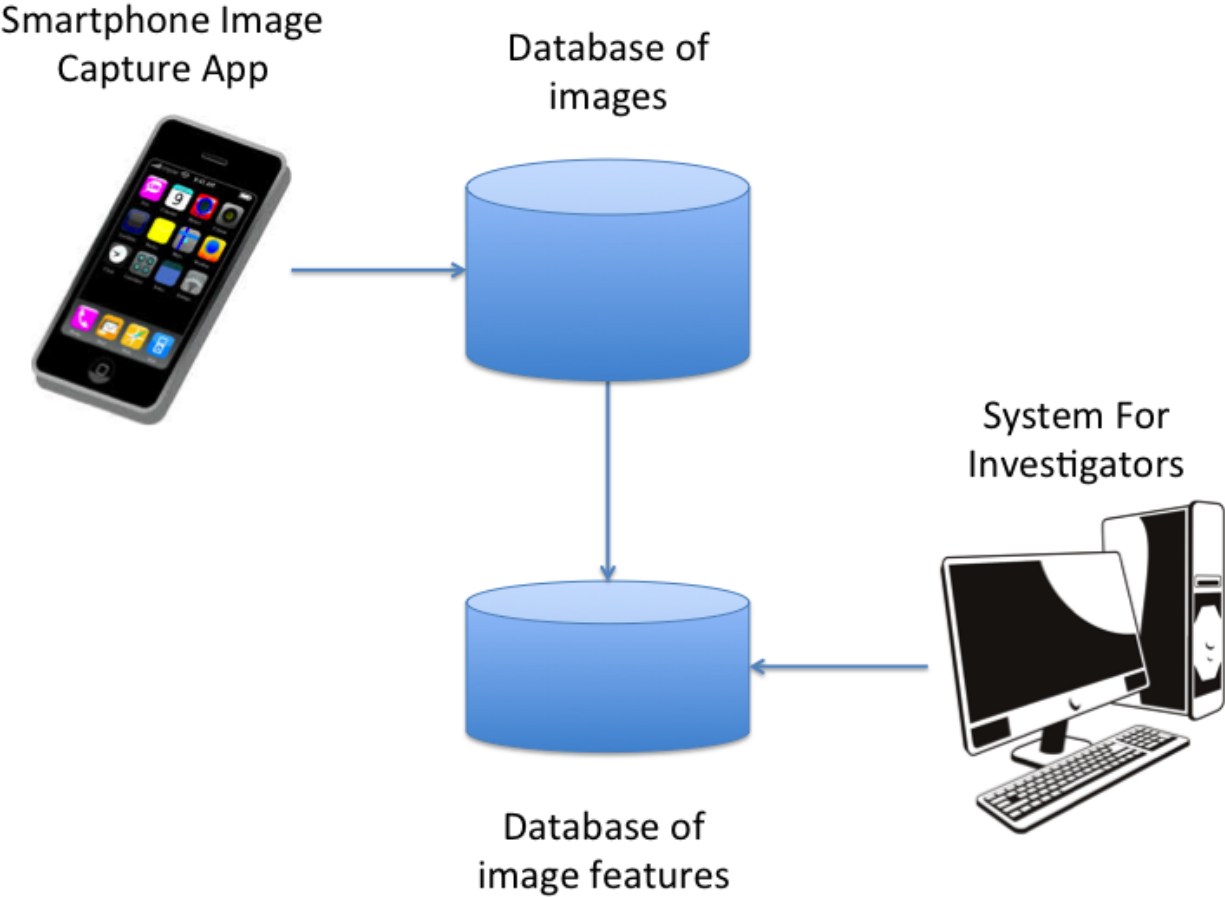 Smartphone Image
Capture App
Database of
images
System For
Investigators
Database of
image features